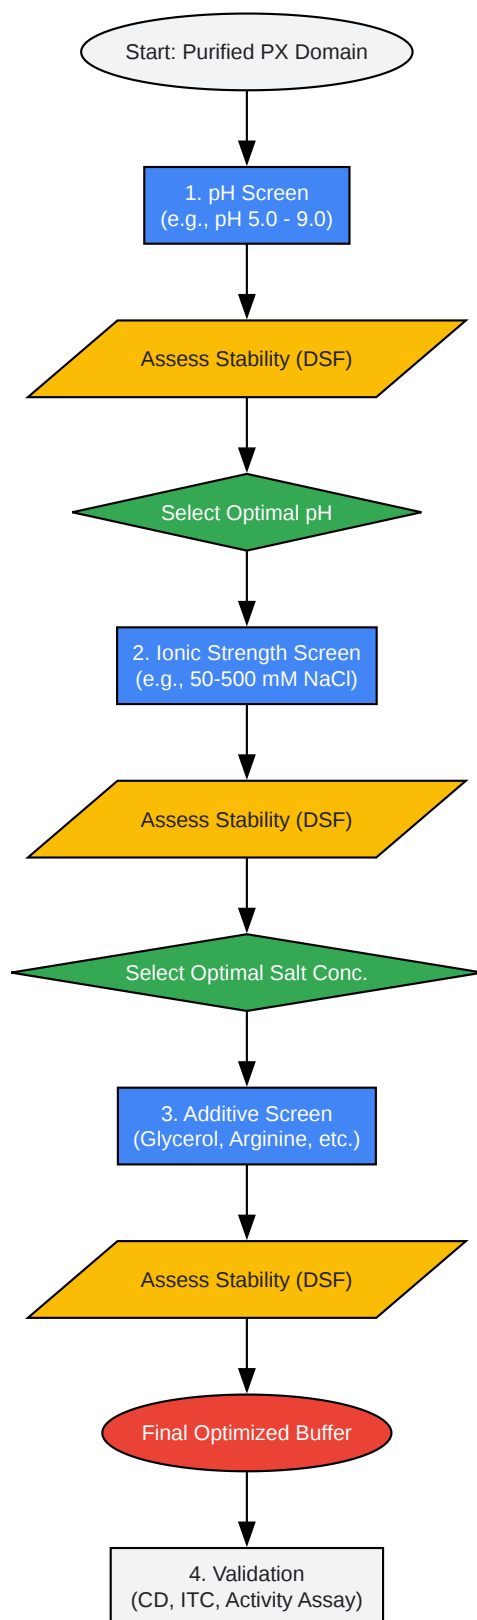 Start: Purified PX Domain
1. pH Screen
(e.g., pH 5.0 - 9.0)
Assess Stability (DSF)
Select Optimal pH
2. Ionic Strength Screen
(e.g., 50-500 mM NaCl)
Assess Stability (DSF)
Select Optimal Salt Conc.
3. Additive Screen
(Glycerol, Arginine, etc.)
Assess Stability (DSF)
Final Optimized Buffer
4. Validation
(CD, ITC, Activity Assay)